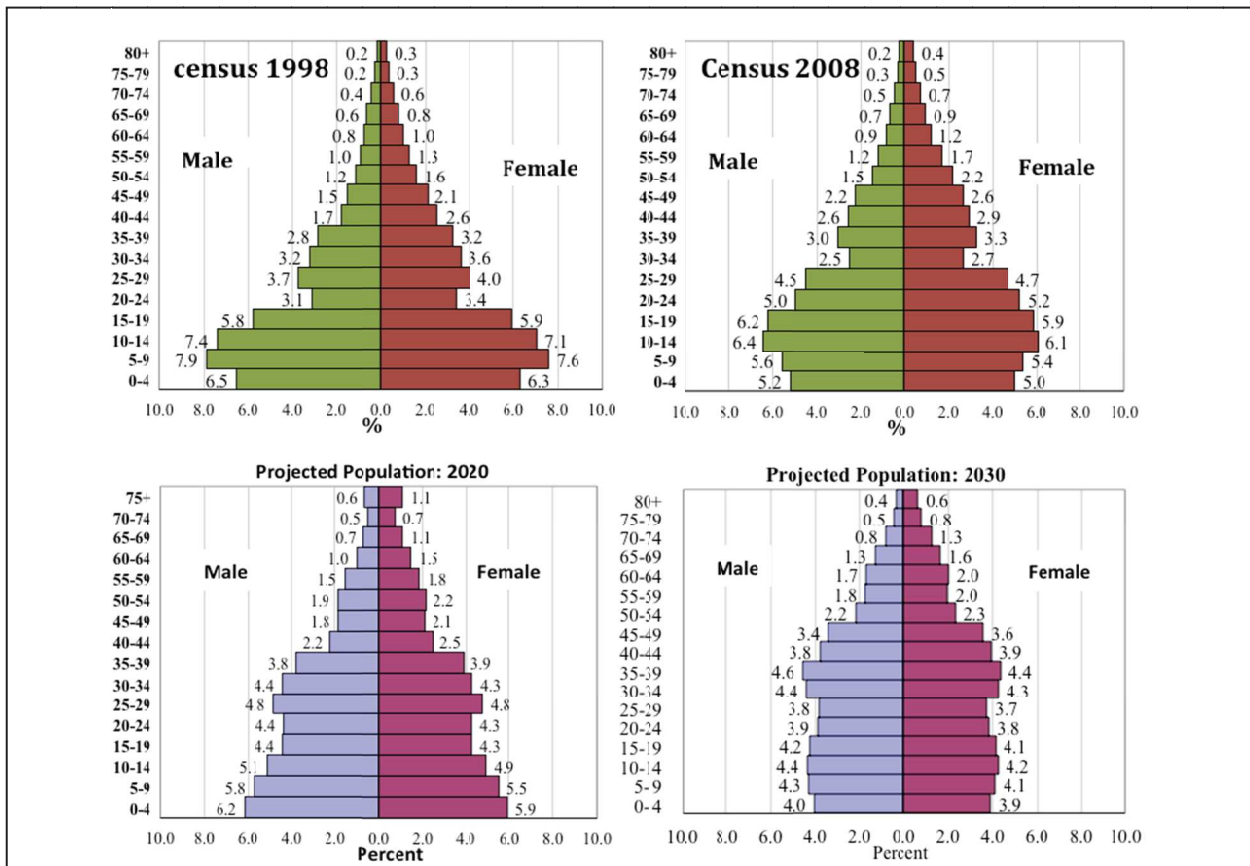 census 1998
Male
Female
80+ 0.2 0.3
75-79 0.2 0.3
70-74 0.4 0.6
65-69 0.6 0.8
60-64 0.8 1.0
55-59 1.0 1.3
50-54 1.2 1.6
45-49 1.5 2.1
40-44 1.7 2.6
35-39 2.8 3.2
30-34 3.2 3.6
25-29 3.7 4.0
20-24 3.1 3.4
15-19 5.8 5.9
10-14 7.4 7.1
5-9 7.9 7.6
0-4 6.5 6.3
10.0 8.0 6.0 4.0 2.0 0.0 2.0 4.0 6.0 8.0 10.0
%
Census 2008
Male
Female
80+ 0.2 0.4
75-79 0.3 0.5
70-74 0.5 0.7
65-69 0.7 0.9
60-64 0.9 1.2
55-59 1.2 1.7
50-54 1.5 2.2
45-49 2.2 2.6
40-44 2.6 2.9
35-39 3.0 3.3
30-34 2.5 2.7
25-29 4.5 4.7
20-24 5.0 5.2
15-19 6.2 5.9
10-14 6.4 6.1
5-9 5.6 5.4
0-4 5.2 5.0
10.0 8.0 6.0 4.0 2.0 0.0 2.0 4.0 6.0 8.0 10.0
%
Projected Population: 2020
Male
Female
75+ 0.6 1.1
70-74 0.5 0.7
65-69 0.7 1.1
60-64 1.0 1.5
55-59 1.5 1.8
50-54 1.9 2.2
45-49 1.8 2.1
40-44 2.2 2.5
35-39 3.8 3.9
30-34 4.4 4.3
25-29 4.8 4.8
20-24 4.4 4.3
15-19 4.4 4.3
10-14 5.1 4.9
5-9 5.8 5.5
0-4 6.2 5.9
10.0 8.0 6.0 4.0 2.0 0.0 2.0 4.0 6.0 8.0 10.0
Percent
Projected Population: 2030
Male
Female
80+ 0.4 0.6
75-79 0.5 0.8
70-74 0.8 1.3
65-69 1.3 1.6
60-64 1.7 2.0
55-59 1.8 2.0
50-54 2.2 2.3
45-49 3.4 3.6
40-44 3.8 3.9
35-39 4.6 4.4
30-34 4.4 4.3
25-29 3.8 3.7
20-24 3.9 3.8
15-19 4.2 4.1
10-14 4.4 4.2
5-9 4.3 4.1
0-4 4.0 3.9
10.0 8.0 6.0 4.0 2.0 0.0 2.0 4.0 6.0 8.0 10.0
Percent